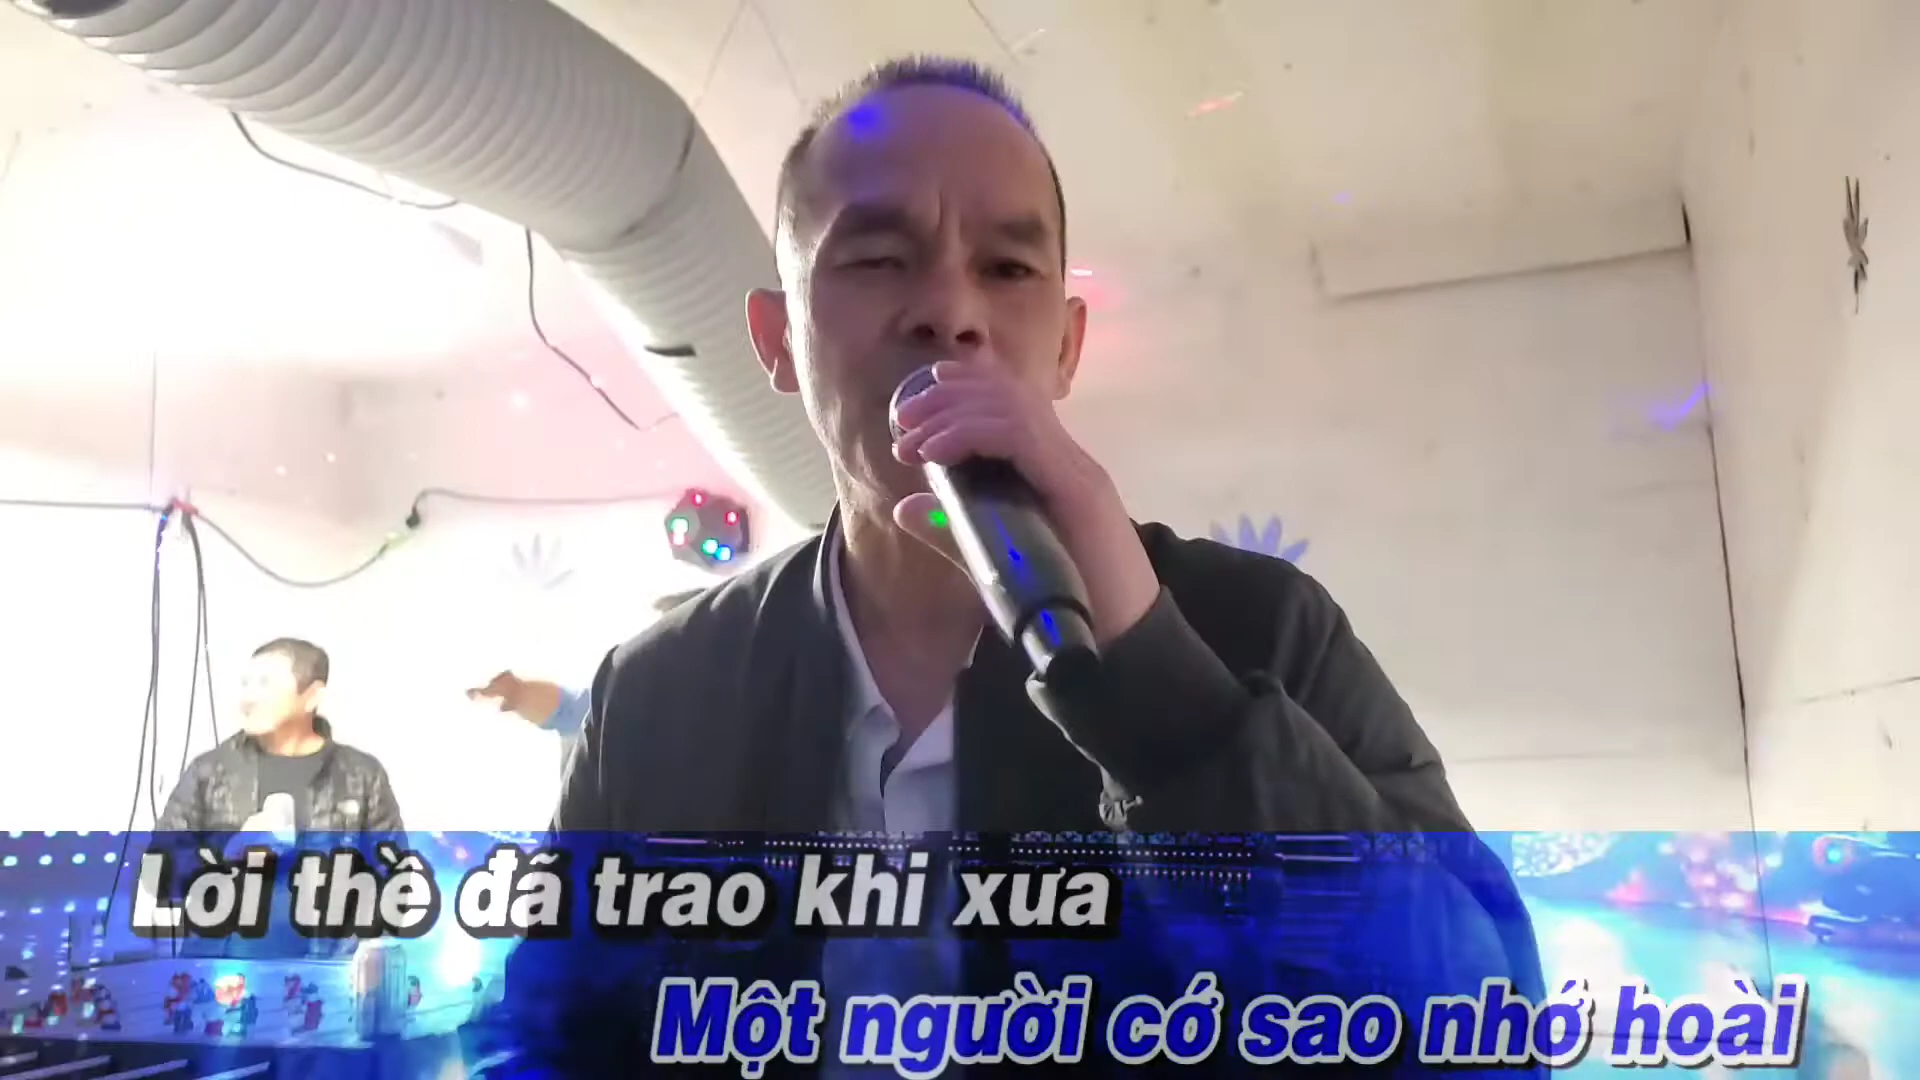 Lời thề đã trao khi xưa
Một người cớ sao nhớ hoài